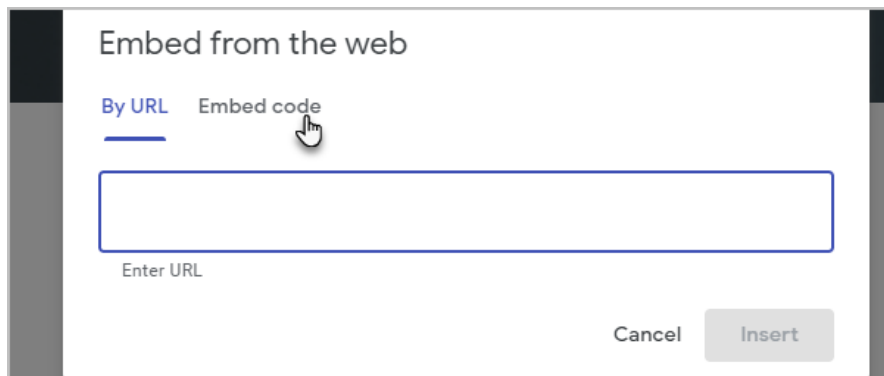 Embed from the web
By URL Embed code
Enter URL
Cancel Insert